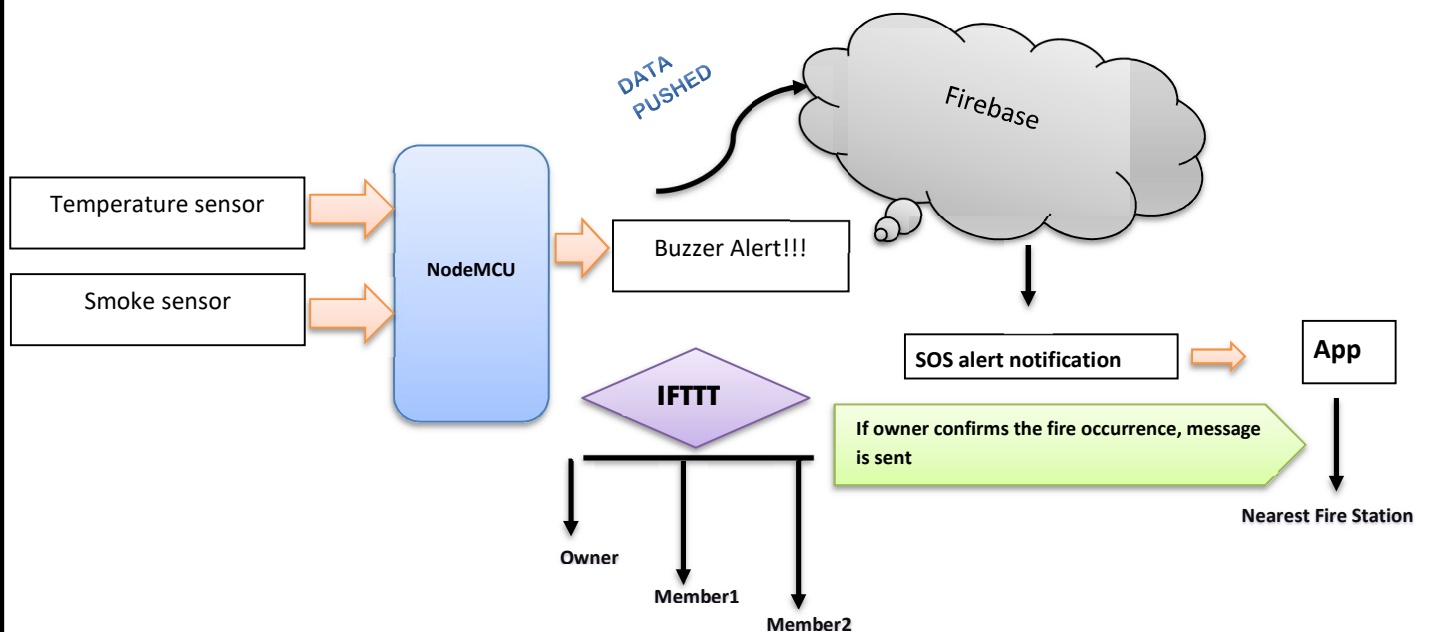 DATA
PUSHED
Firebase
Temperature sensor
Smoke sensor
NodeMCU
Buzzer Alert!!!
SOS alert notification
App
IFTTT
If owner confirms the fire occurrence, message
is sent
Nearest Fire Station
Owner
Member1
Member2